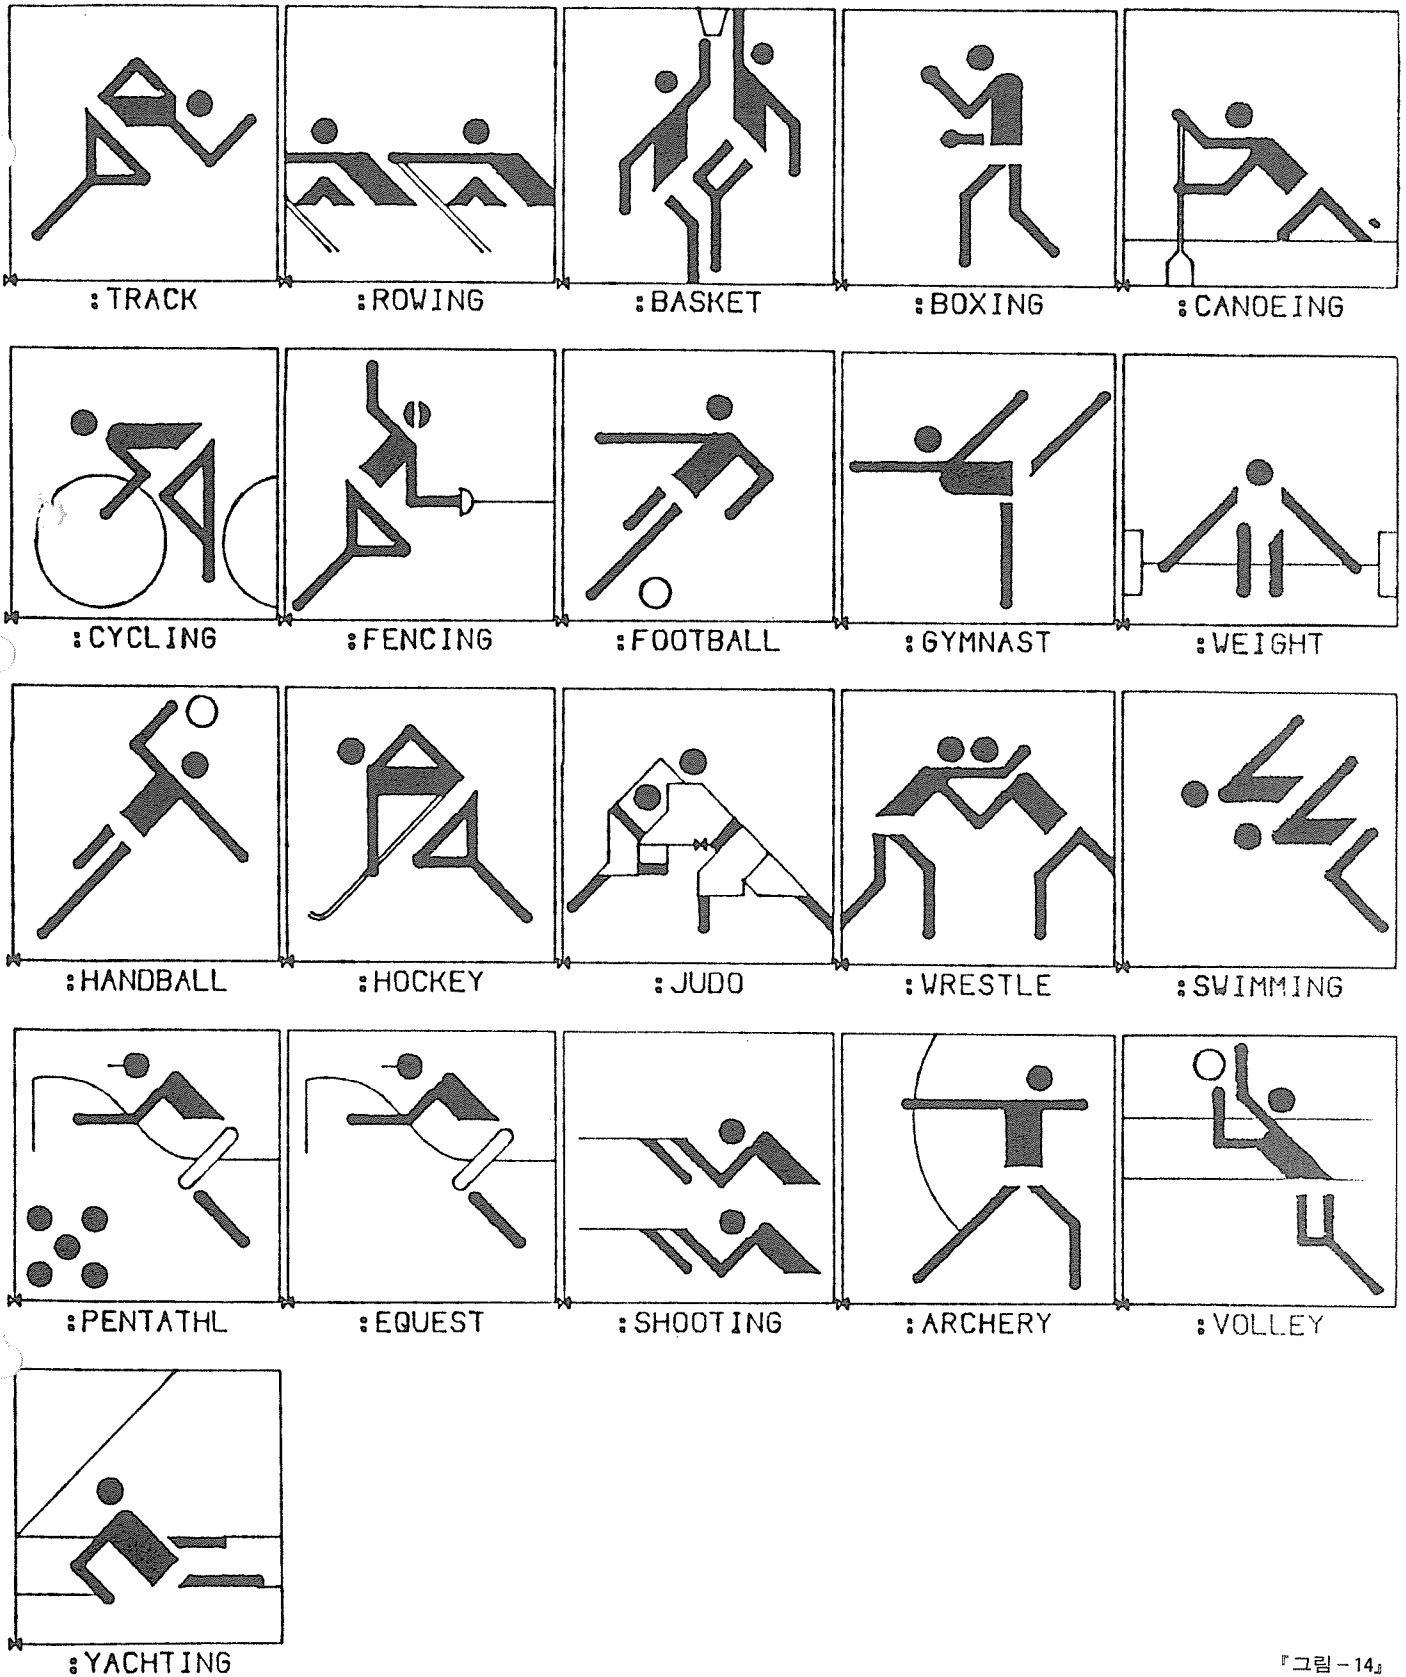 :TRACK :ROWING :BASKET :BOXING :CANOEING
:CYCLING :FENCING :FOOTBALL :GYMNAST :WEIGHT
:HANDBALL :HOCKEY :JUDO :WRESTLE :SWIMMING
:PENTATHL :EQUEST :SHOOTING :ARCHERY :VOLLEY
:YACHTING
『그림-14』